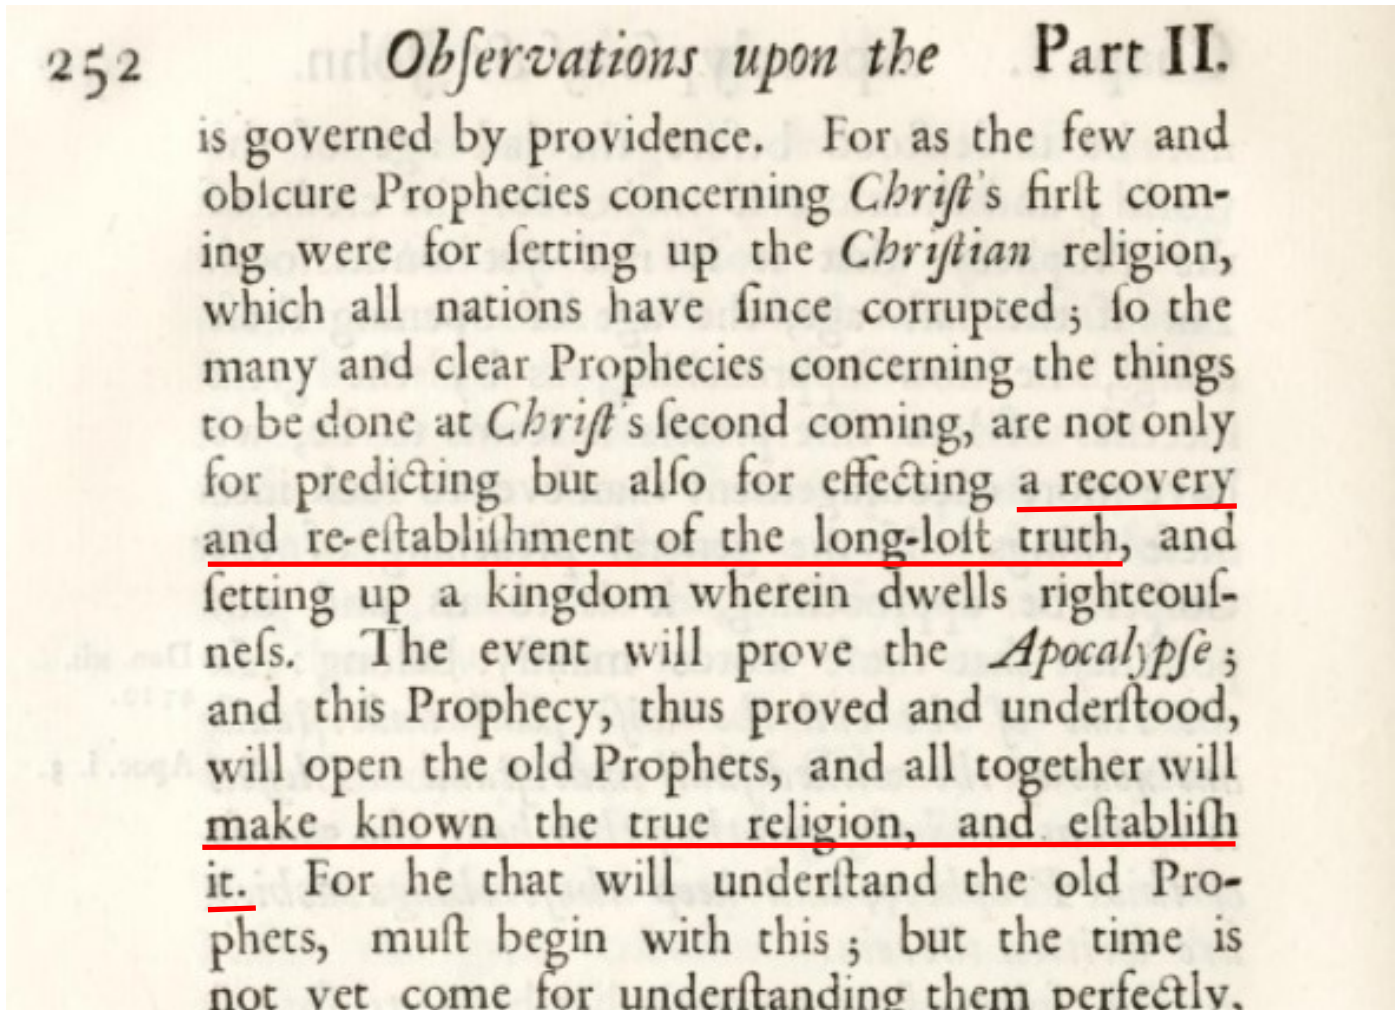 252 Obſervations upon the Part II.
is governed by providence. For as the few and
obſcure Prophecies concerning Chriſt's firſt com-
ing were for ſetting up the Chriſtian religion,
which all nations have ſince corrupted; ſo the
many and clear Prophecies concerning the things
to be done at Chriſt's ſecond coming, are not only
for predicting but alſo for effecting a recovery
and re-eſtabliſhment of the long-loſt truth, and
ſetting up a kingdom wherein dwells righteouſ-
neſs. The event will prove the Apocalypſe;
and this Prophecy, thus proved and underſtood,
will open the old Prophets, and all together will
make known the true religion, and eſtabliſh
it. For he that will underſtand the old Pro-
phets, muſt begin with this; but the time is
not yet come for underſtanding them perfectly,